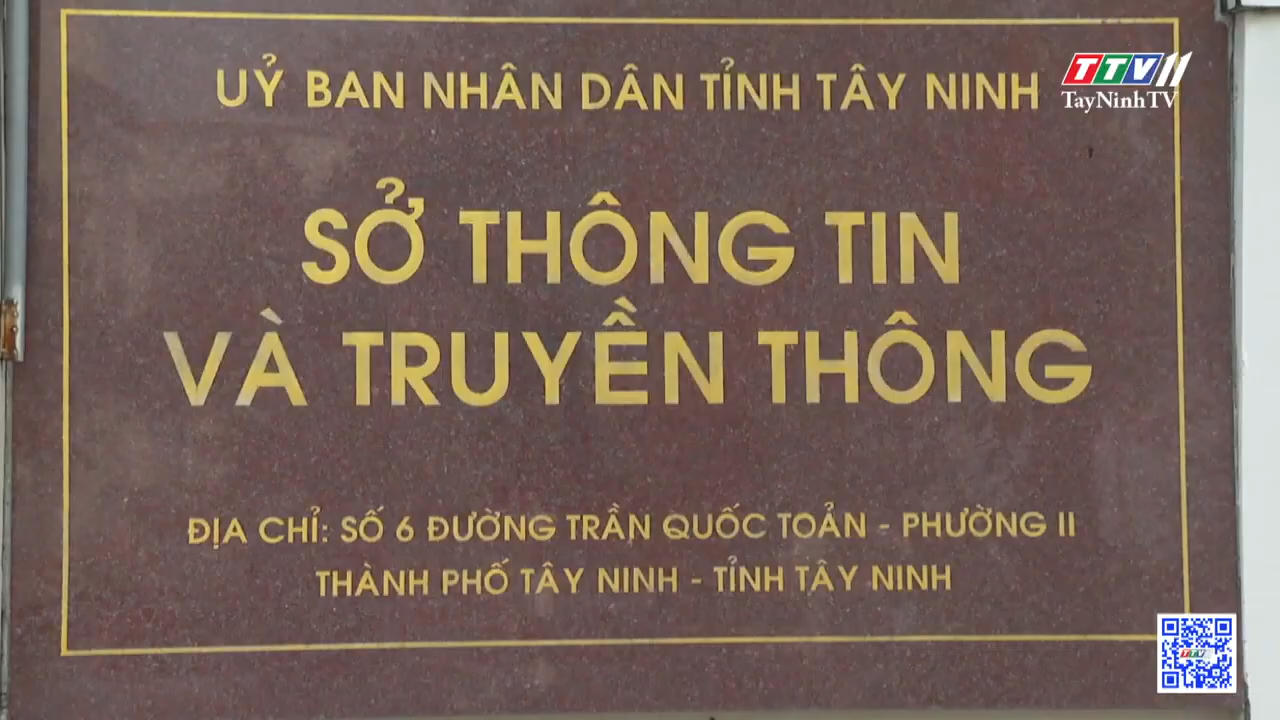 UỶ BAN NHÂN DÂN TỈNH TÂY NINH
TTV11
TayNinhTV
SỞ THÔNG TIN
VÀ TRUYỀN THÔNG
ĐỊA CHỈ: SỐ 6 ĐƯỜNG TRẦN QUỐC TOẢN - PHƯỜNG II
THÀNH PHỐ TÂY NINH - TỈNH TÂY NINH
TTV